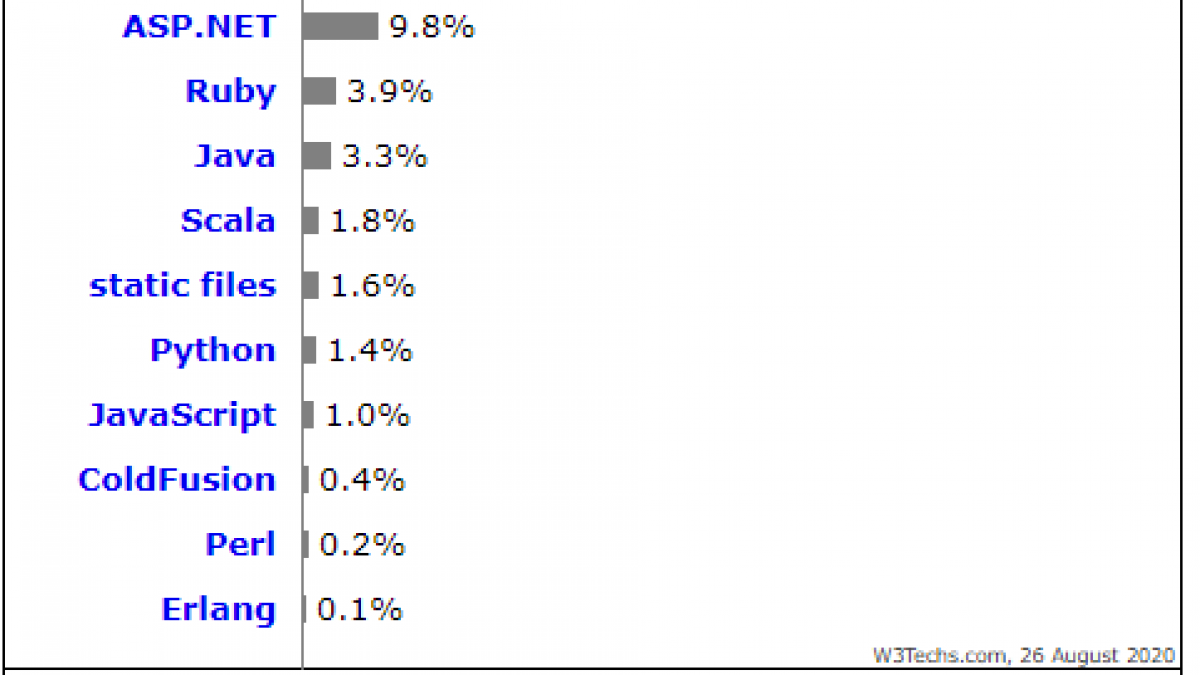 ASP.NET 9.8%
Ruby 3.9%
Java 3.3%
Scala 1.8%
static files 1.6%
Python 1.4%
JavaScript 1.0%
ColdFusion 0.4%
Perl 0.2%
Erlang 0.1%
W3Techs.com, 26 August 2020